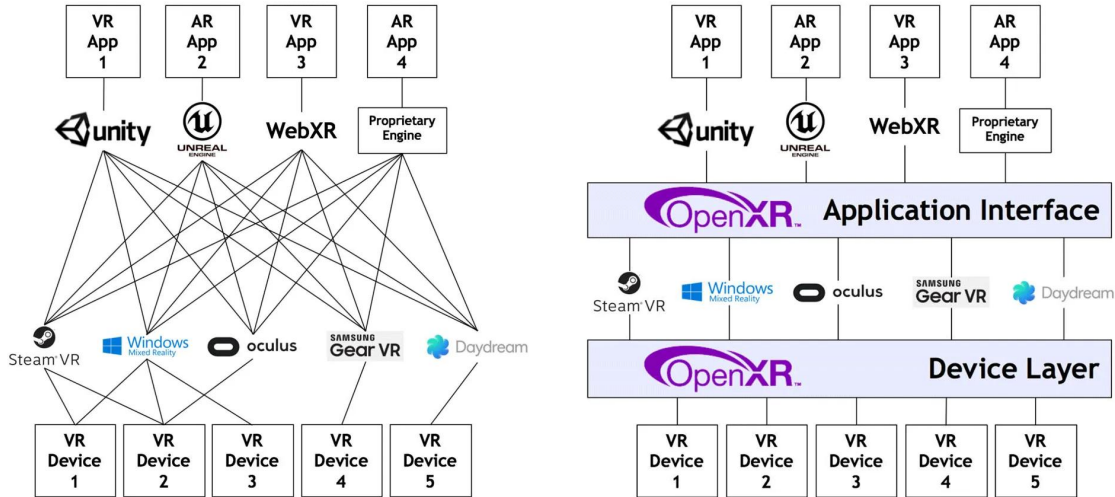 VR
App
1
AR
App
2
VR
App
3
AR
App
4
unity
UNREAL
ENGINE
WebXR
Proprietary
Engine
Steam VR
Windows
Mixed Reality
oculus
SAMSUNG
Gear VR
Daydream
VR
Device
1
VR
Device
2
VR
Device
3
VR
Device
4
VR
Device
5
VR
App
1
AR
App
2
VR
App
3
AR
App
4
unity
UNREAL
ENGINE
WebXR
Proprietary
Engine
OpenXR™ Application Interface
Steam VR
Windows
Mixed Reality
oculus
SAMSUNG
Gear VR
Daydream
OpenXR™ Device Layer
VR
Device
1
VR
Device
2
VR
Device
3
VR
Device
4
VR
Device
5